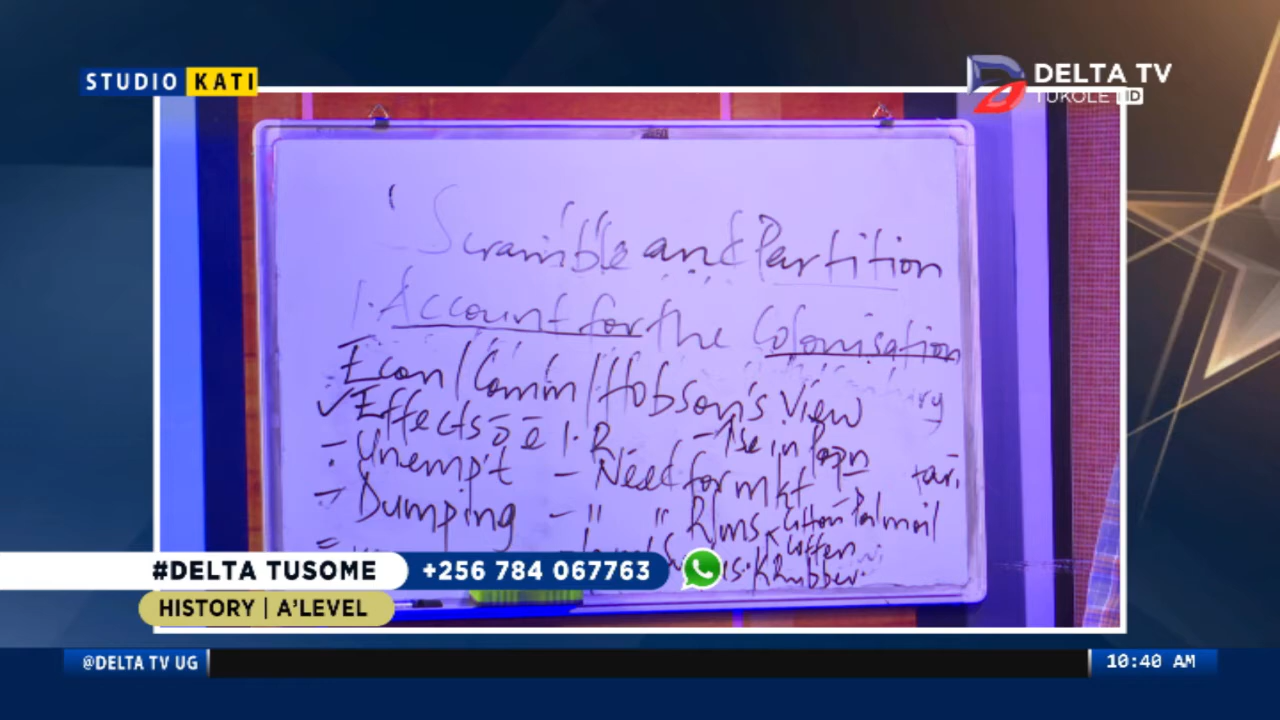 STUDIO KATI
DELTA TV
TUKOLE HD
Scramble and Partition
1. Account for the Colonisation
Econ/Comm/Hobson's View
✓Effects ō ē I.R - Ise in Popn
- Unemp't - Need for mkt
- Dumping - " " R/ms Cotton Palm oil
Coffee
Rubber.
#DELTA TUSOME +256 784 067763
HISTORY | A'LEVEL
@DELTA TV UG
10:40 AM